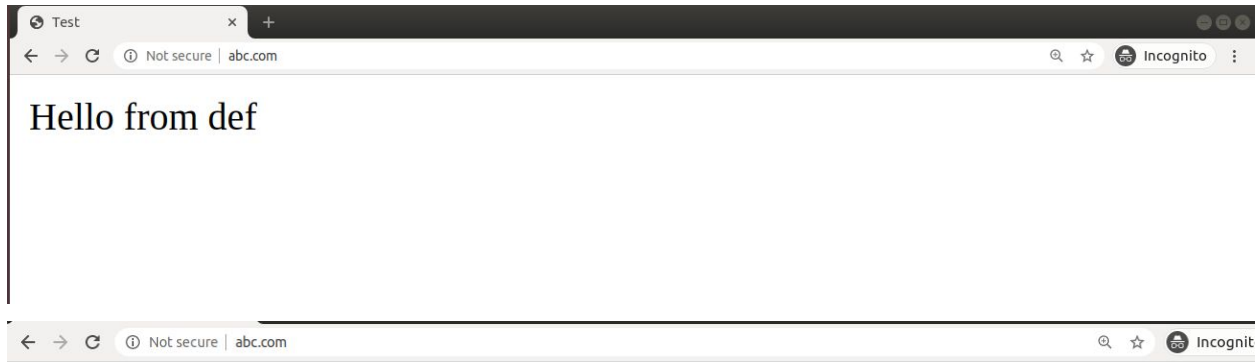 Test
Not secure | abc.com
Incognito
Hello from def
Not secure | abc.com
Incognit